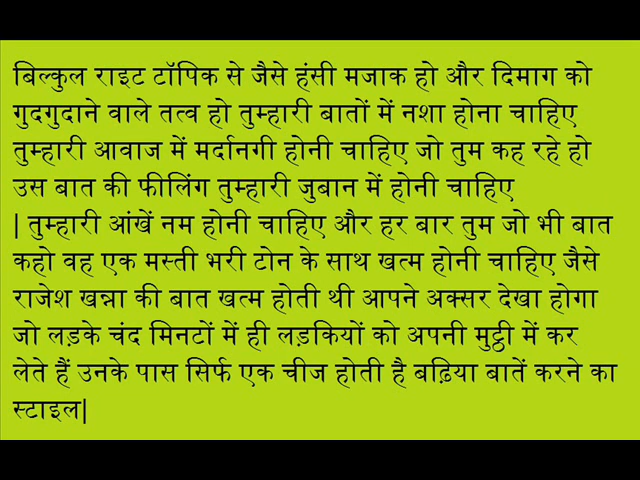 बिल्कुल राइट टॉपिक से जैसे हंसी मजाक हो और दिमाग को
गुदगुदाने वाले तत्व हो तुम्हारी बातों में नशा होना चाहिए
तुम्हारी आवाज में मर्दानगी होनी चाहिए जो तुम कह रहे हो
उस बात की फीलिंग तुम्हारी जुबान में होनी चाहिए
| तुम्हारी आंखें नम होनी चाहिए और हर बार तुम जो भी बात
कहो वह एक मस्ती भरी टोन के साथ खत्म होनी चाहिए जैसे
राजेश खन्ना की बात खत्म होती थी आपने अक्सर देखा होगा
जो लड़के चंद मिनटों में ही लड़कियों को अपनी मुट्ठी में कर
लेते हैं उनके पास सिर्फ एक चीज होती है बढ़िया बातें करने का
स्टाइल|